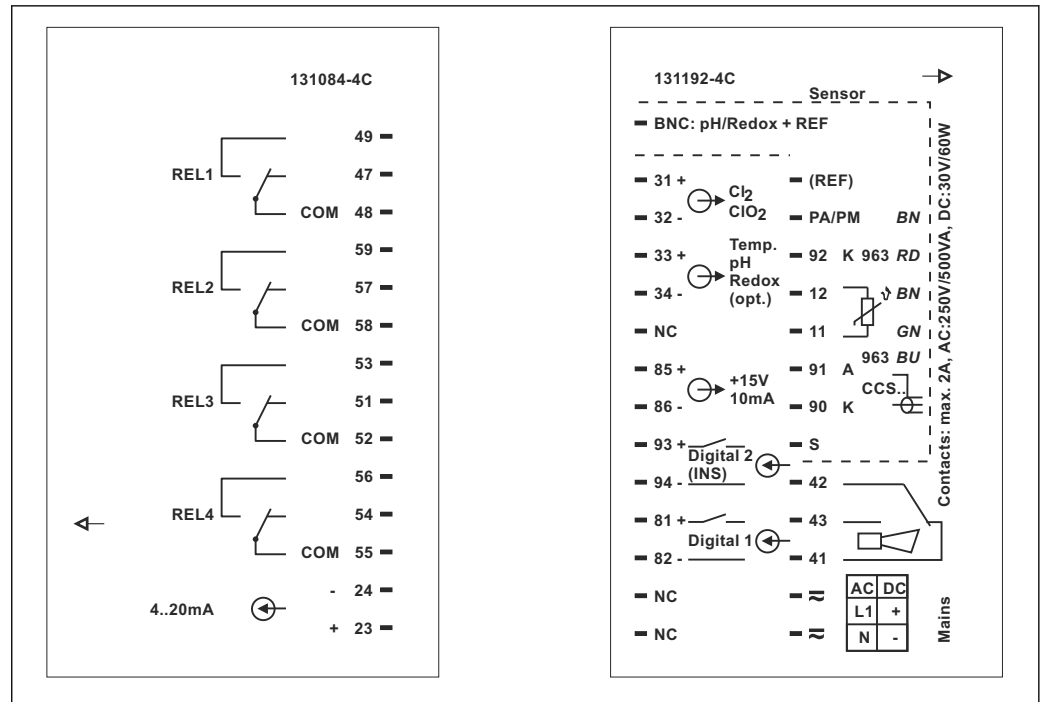 131084-4C
49
REL1 47
COM 48
59
REL2 57
COM 58
53
REL3 51
COM 52
56
REL4 54
COM 55
- 24
4..20mA
+ 23
131192-4C
Sensor
BNC: pH/Redox + REF
31 +
Cl2
ClO2
32 -
33 +
Temp.
pH
Redox
(opt.)
34 -
NC
85 +
+15V
10mA
86 -
93 +
Digital 2
(INS)
94 -
81 +
Digital 1
82 -
NC
NC
(REF)
PA/PM BN
92 K 963 RD
12 BN
11 GN
963 BU
91 A
CCS..
90 K
S
42
43
41
AC DC
L1 +
N -
Contacts: max. 2A, AC:250V/500VA, DC:30V/60W
Mains